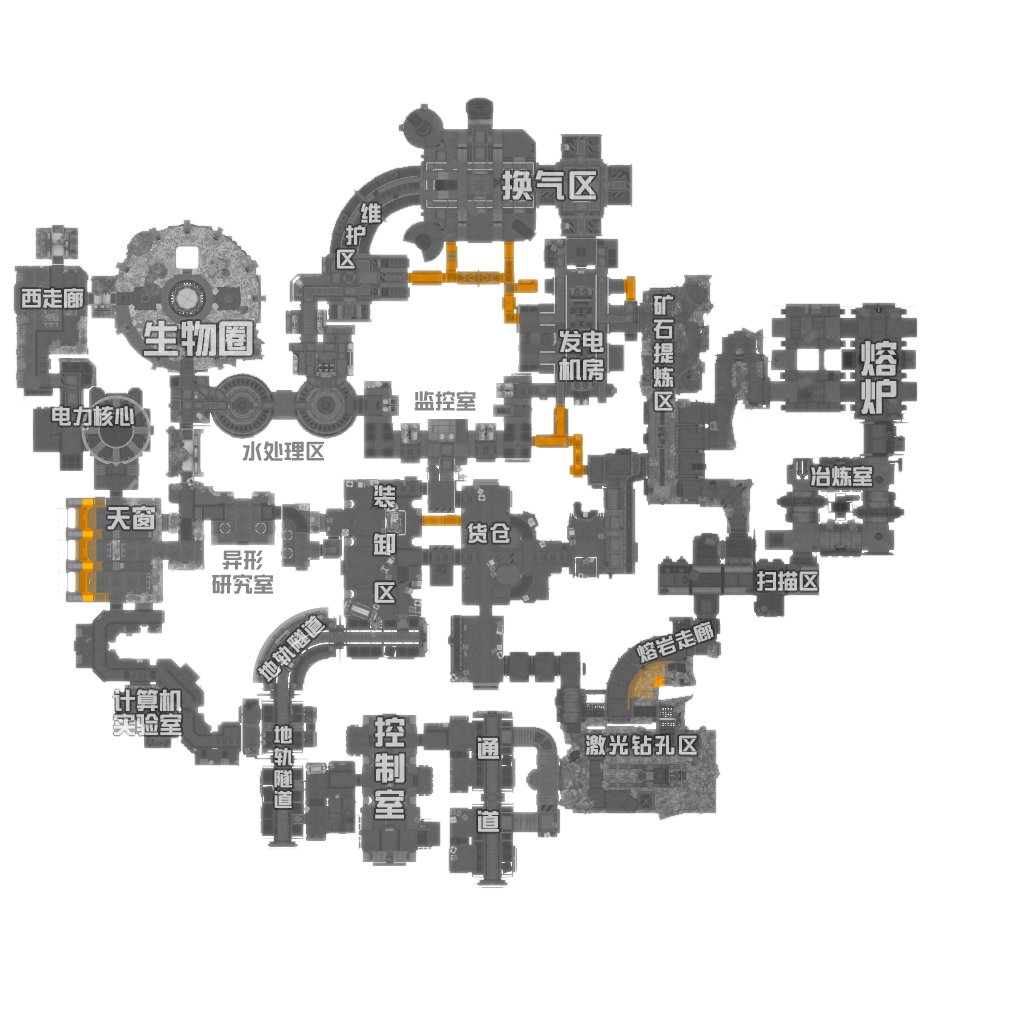 换气区
维护区
西走廊
生物圈
矿石提炼区
发电
机房
熔炉
监控室
电力核心
水处理区
冶炼室
装卸区
天窗
货仓
异形
研究室
扫描区
地轨隧道
熔岩走廊
计算机
实验室
地轨隧道
控制室
通道
激光钻孔区